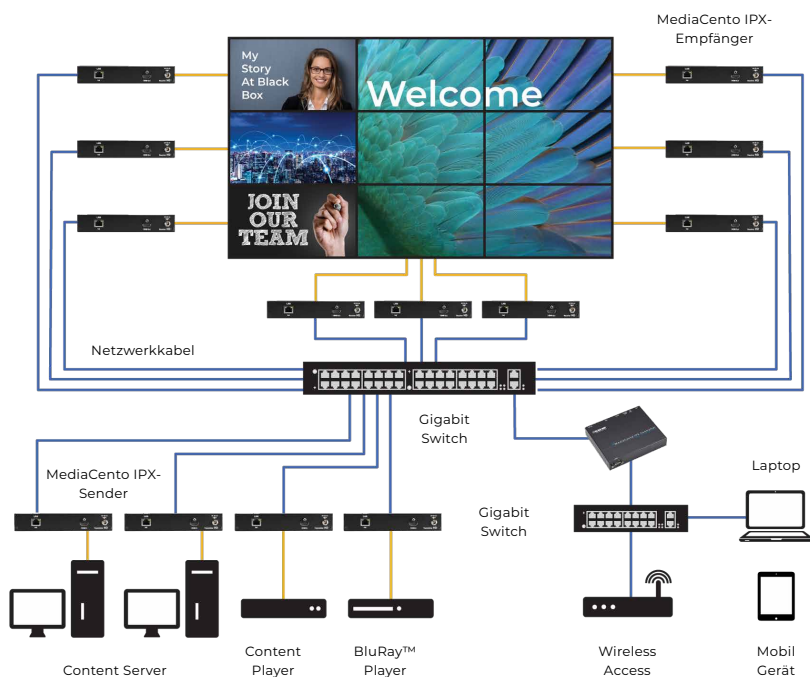 MediaCento IPX-
Empfänger
My
Story
At Black
Box
Welcome
JOIN
OUR
TEAM
Netzwerkkabel
Gigabit
Switch
MediaCento IPX-
Sender
Gigabit
Switch
Laptop
Content Server
Content
Player
BluRay™
Player
Wireless
Access
Mobil
Gerät